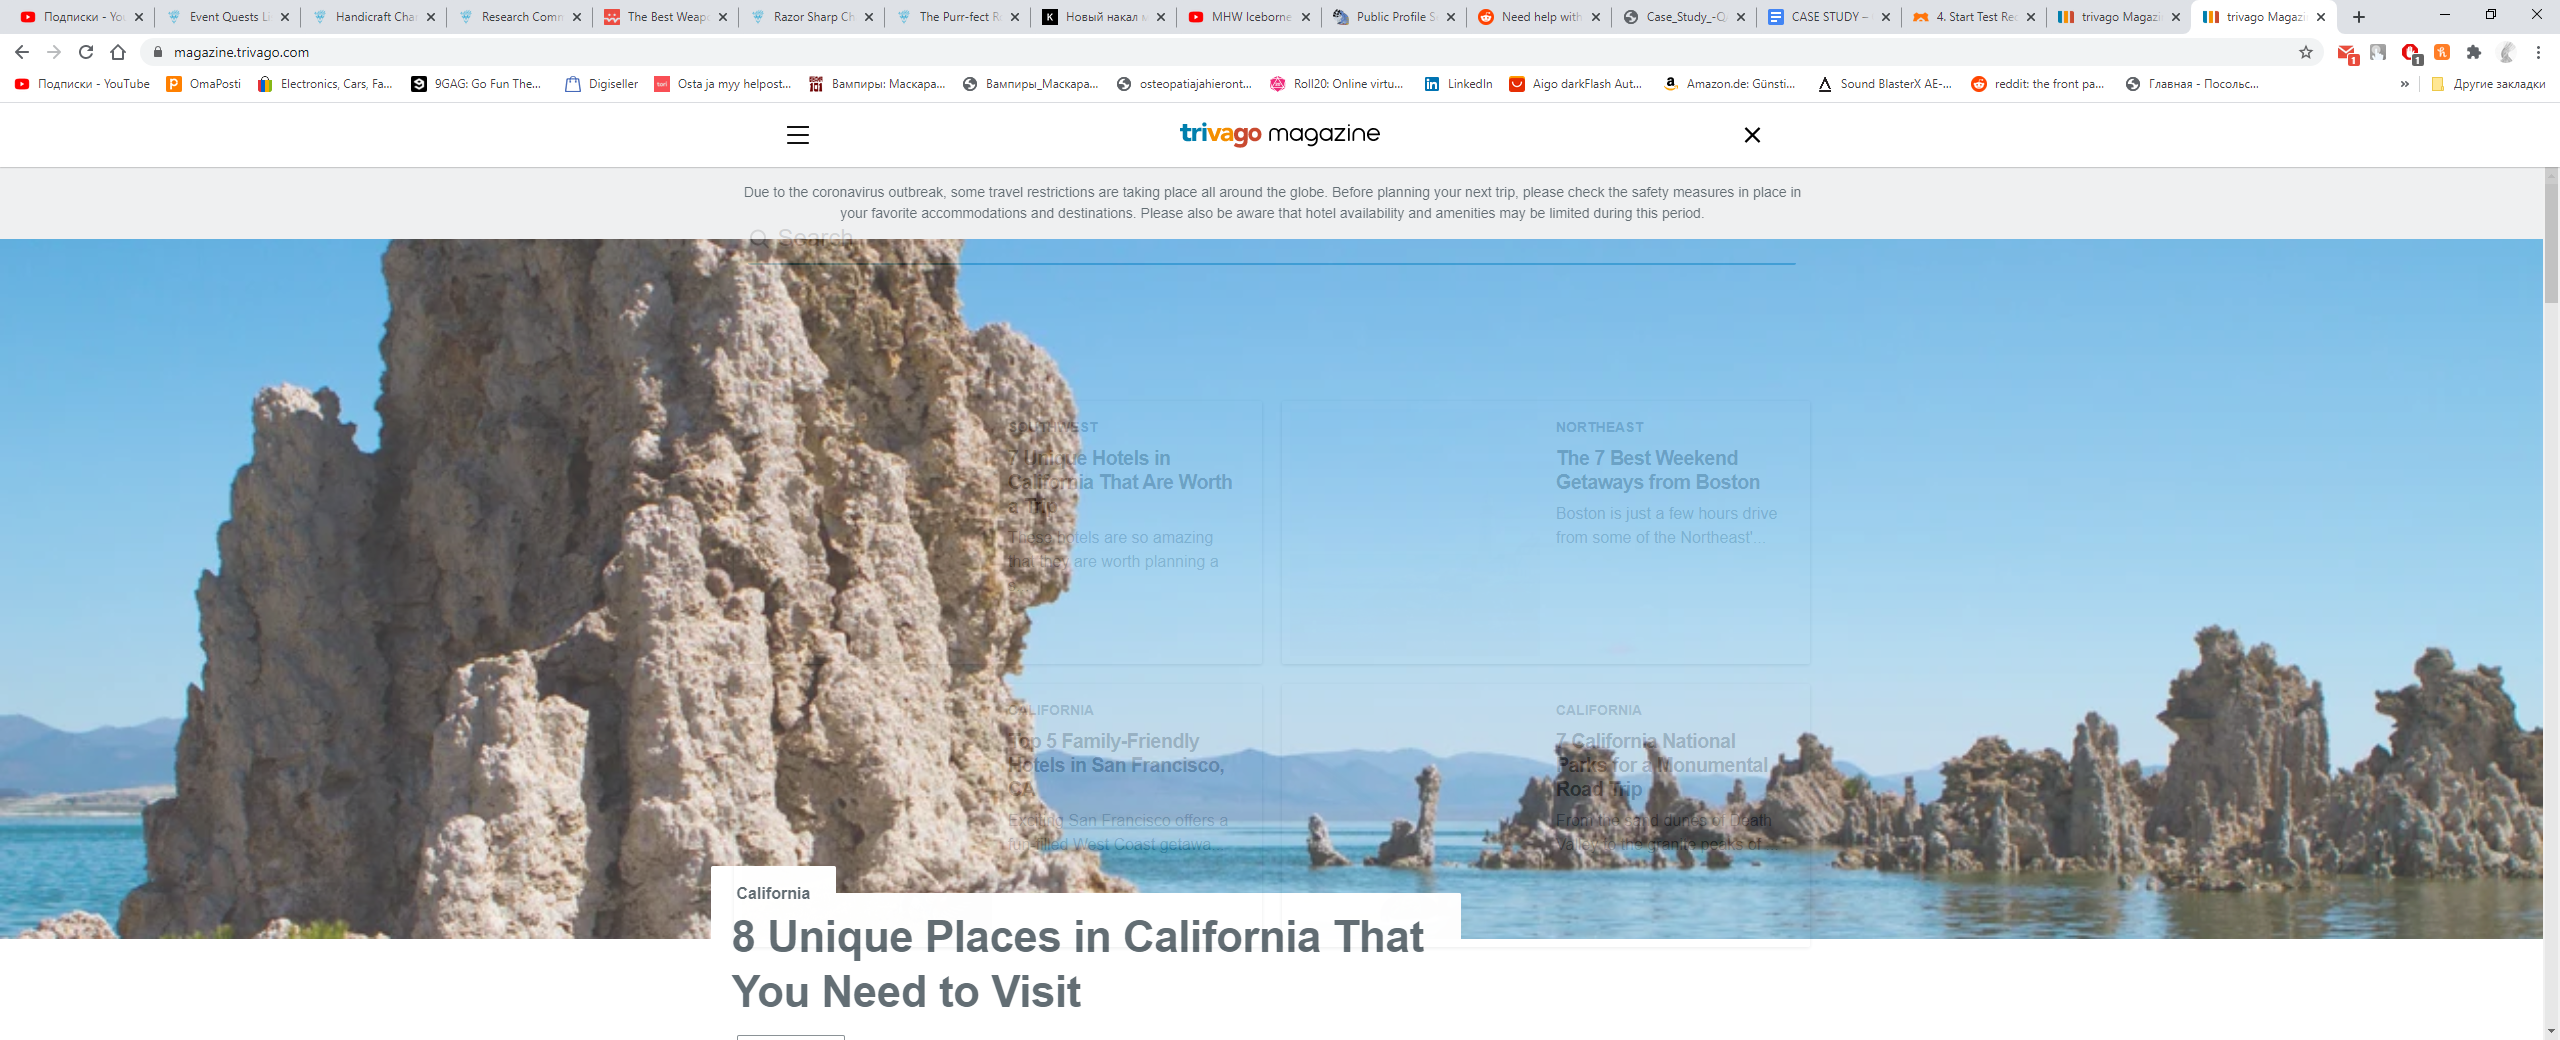 Подписки - You
Event Quests Li
Handicraft Char
Research Comm
The Best Weapo
Razor Sharp Ch
The Purr-fect R
Новый накал м
MHW Iceborne
Public Profile S
Need help with
Case_Study_-Q
CASE STUDY –
4. Start Test Rec
trivago Magazi
trivago Magazi
magazine.trivago.com
Подписки - YouTube
OmaPosti
Electronics, Cars, Fa...
9GAG: Go Fun The...
Digiseller
Osta ja myy helpost...
Вампиры: Маскара...
Вампиры_Маскара...
osteopatiajahieront...
Roll20: Online virtu...
LinkedIn
Aigo darkFlash Aut...
Amazon.de: Günsti...
Sound BlasterX AE-...
reddit: the front pa...
Главная - Посольс...
»
Другие закладки
trivago magazine
Due to the coronavirus outbreak, some travel restrictions are taking place all around the globe. Before planning your next trip, please check the safety measures in place in
your favorite accommodations and destinations. Please also be aware that hotel availability and amenities may be limited during this period.
Search
SOUTHWEST
7 Unique Hotels in
California That Are Worth
a Trip
These hotels are so amazing
that they are worth planning a
NORTHEAST
The 7 Best Weekend
Getaways from Boston
Boston is just a few hours drive
from some of the Northeast'...
CALIFORNIA
Top 5 Family-Friendly
Hotels in San Francisco,
CA
Exciting San Francisco offers a
fun-filled West Coast getawa...
CALIFORNIA
7 California National
Parks for a Monumental
Road Trip
From the sand dunes of Death
Valley to the granite peaks of ...
California
8 Unique Places in California That
You Need to Visit